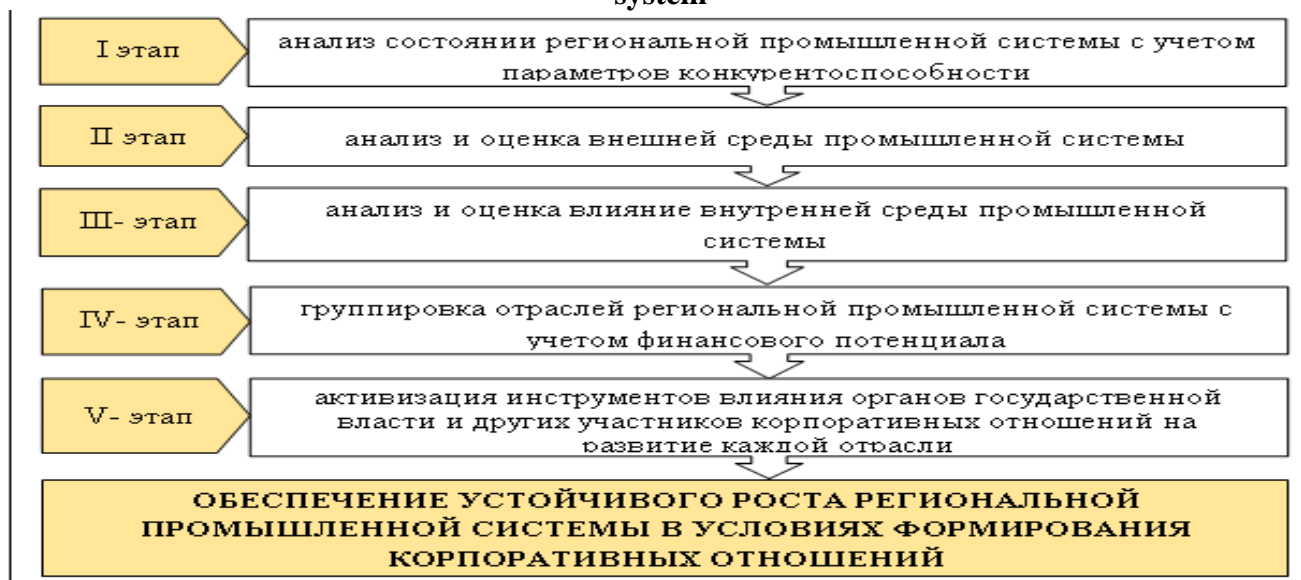 system
I этап
анализ состоянии региональной промышленной системы с учетом
параметров конкурентоспособности
II этап
анализ и оценка внешней среды промышленной системы
III- этап
анализ и оценка влияние внутренней среды промышленной
системы
IV- этап
группировка отраслей региональной промышленной системы с
учетом финансового потенциала
V- этап
активизация инструментов влияния органов государственной
власти и других участников корпоративных отношений на
развитие каждой отрасли
ОБЕСПЕЧЕНИЕ УСТОЙЧИВОГО РОСТА РЕГИОНАЛЬНОЙ
ПРОМЫШЛЕННОЙ СИСТЕМЫ В УСЛОВИЯХ ФОРМИРОВАНИЯ
КОРПОРАТИВНЫХ ОТНОШЕНИЙ